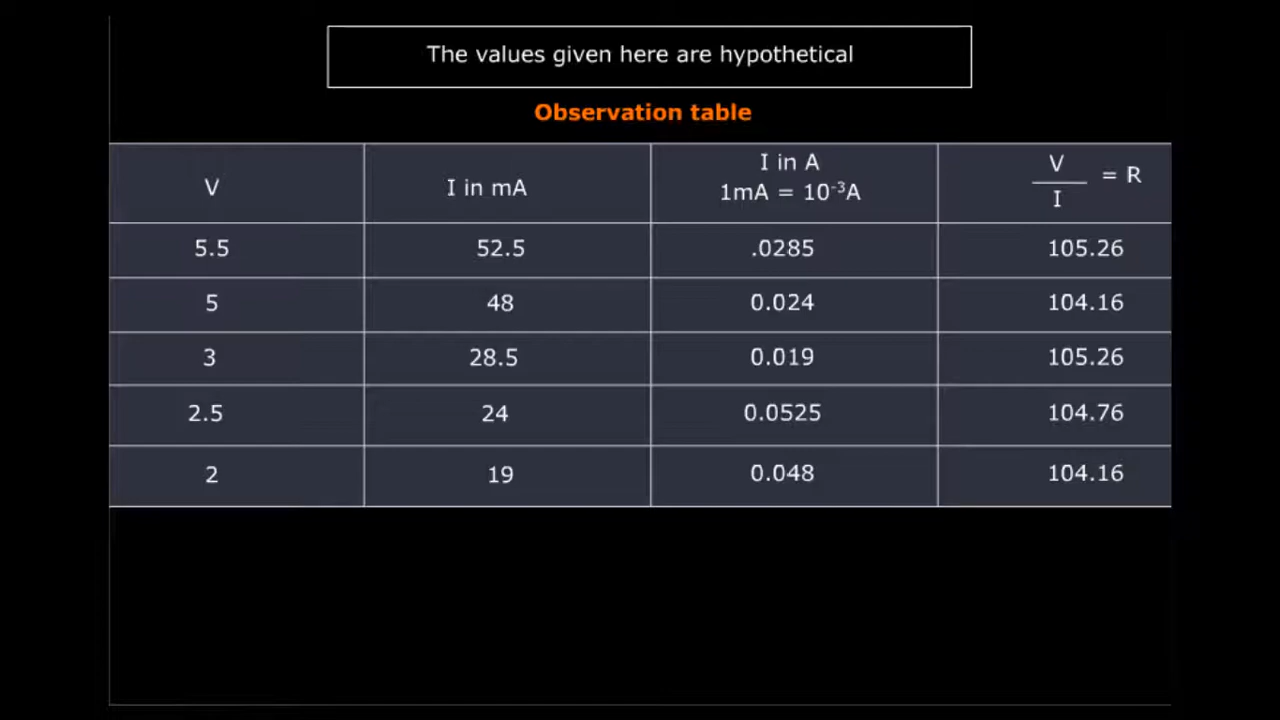 The values given here are hypothetical
Observation table
V I in mA I in A 1mA = 10⁻³A V/I = R
5.5 52.5 .0285 105.26
5 48 0.024 104.16
3 28.5 0.019 105.26
2.5 24 0.0525 104.76
2 19 0.048 104.16